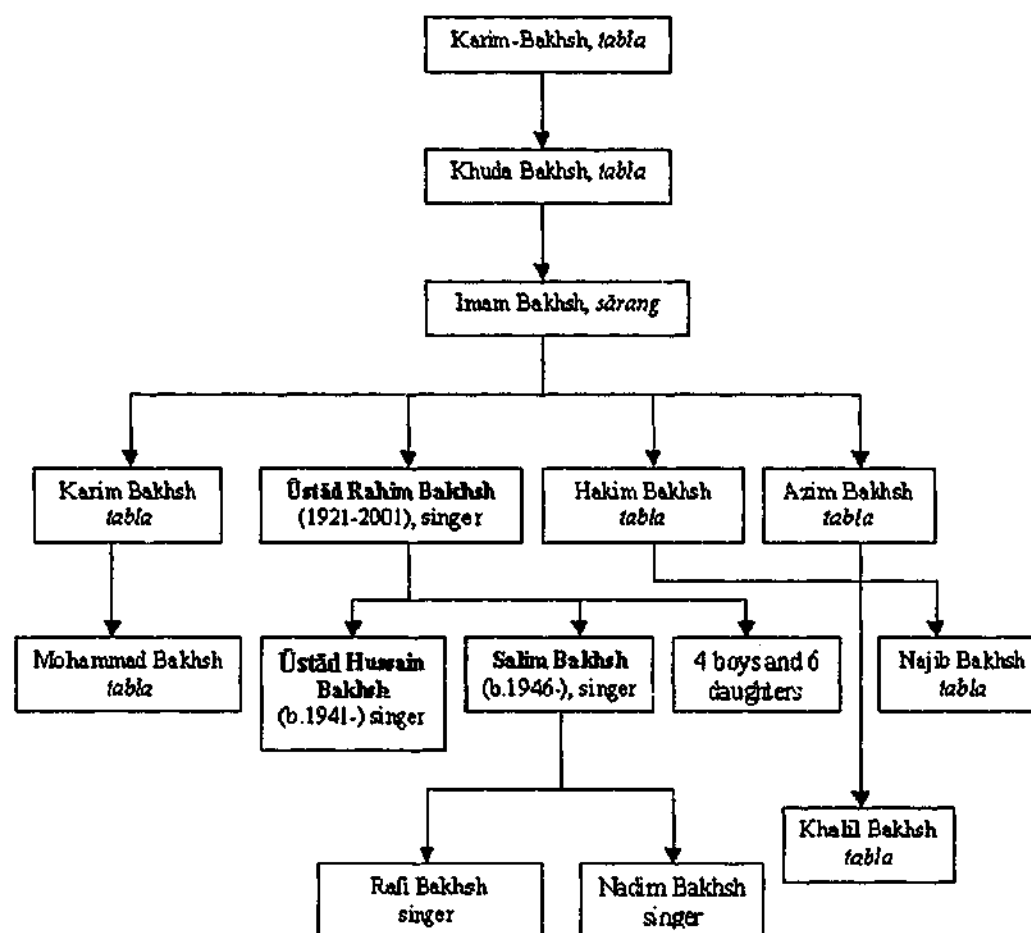 Karim-Bakhsh, tabla
Khuda Bakhsh, tabla
Imam Bakhsh, sārang
Karim Bakhsh
tabla
Ūstād Rahim Bakhsh
(1921-2001), singer
Hakim Bakhsh
tabla
Azim Bakhsh
tabla
Mohammad Bakhsh
tabla
Ūstād Hussain
Bakhsh
(b.1941-) singer
Salim Bakhsh
(b.1946-), singer
4 boys and 6
daughters
Najib Bakhsh
tabla
Khalil Bakhsh
tabla
Rafi Bakhsh
singer
Nadim Bakhsh
singer